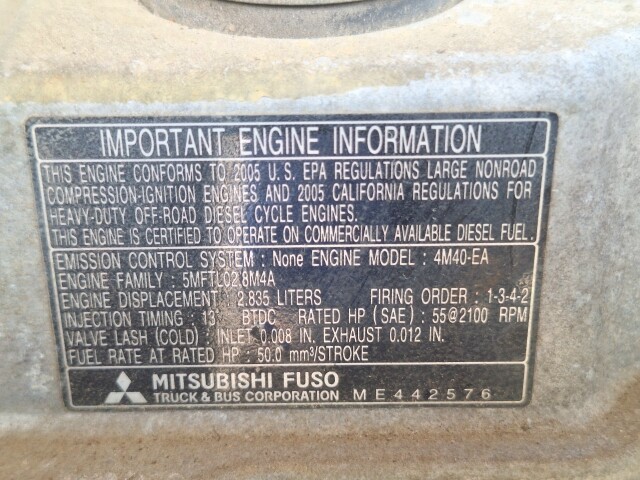 IMPORTANT ENGINE INFORMATION
THIS ENGINE CONFORMS TO 2005 U.S. EPA REGULATIONS LARGE NONROAD
COMPRESSION-IGNITION ENGINES AND 2005 CALIFORNIA REGULATIONS FOR
HEAVY-DUTY OFF-ROAD DIESEL CYCLE ENGINES.
THIS ENGINE IS CERTIFIED TO OPERATE ON COMMERCIALLY AVAILABLE DIESEL FUEL.
EMISSION CONTROL SYSTEM : None ENGINE MODEL : 4M40-EA
ENGINE FAMILY : 5MFTL02.8M4A
ENGINE DISPLACEMENT : 2.835 LITERS FIRING ORDER : 1-3-4-2
INJECTION TIMING : 13° BTDC RATED HP (SAE) : 55@2100 RPM
VALVE LASH (COLD) : INLET 0.008 IN. EXHAUST 0.012 IN.
FUEL RATE AT RATED HP : 50.0 mm³/STROKE
MITSUBISHI FUSO
TRUCK & BUS CORPORATION ME442576